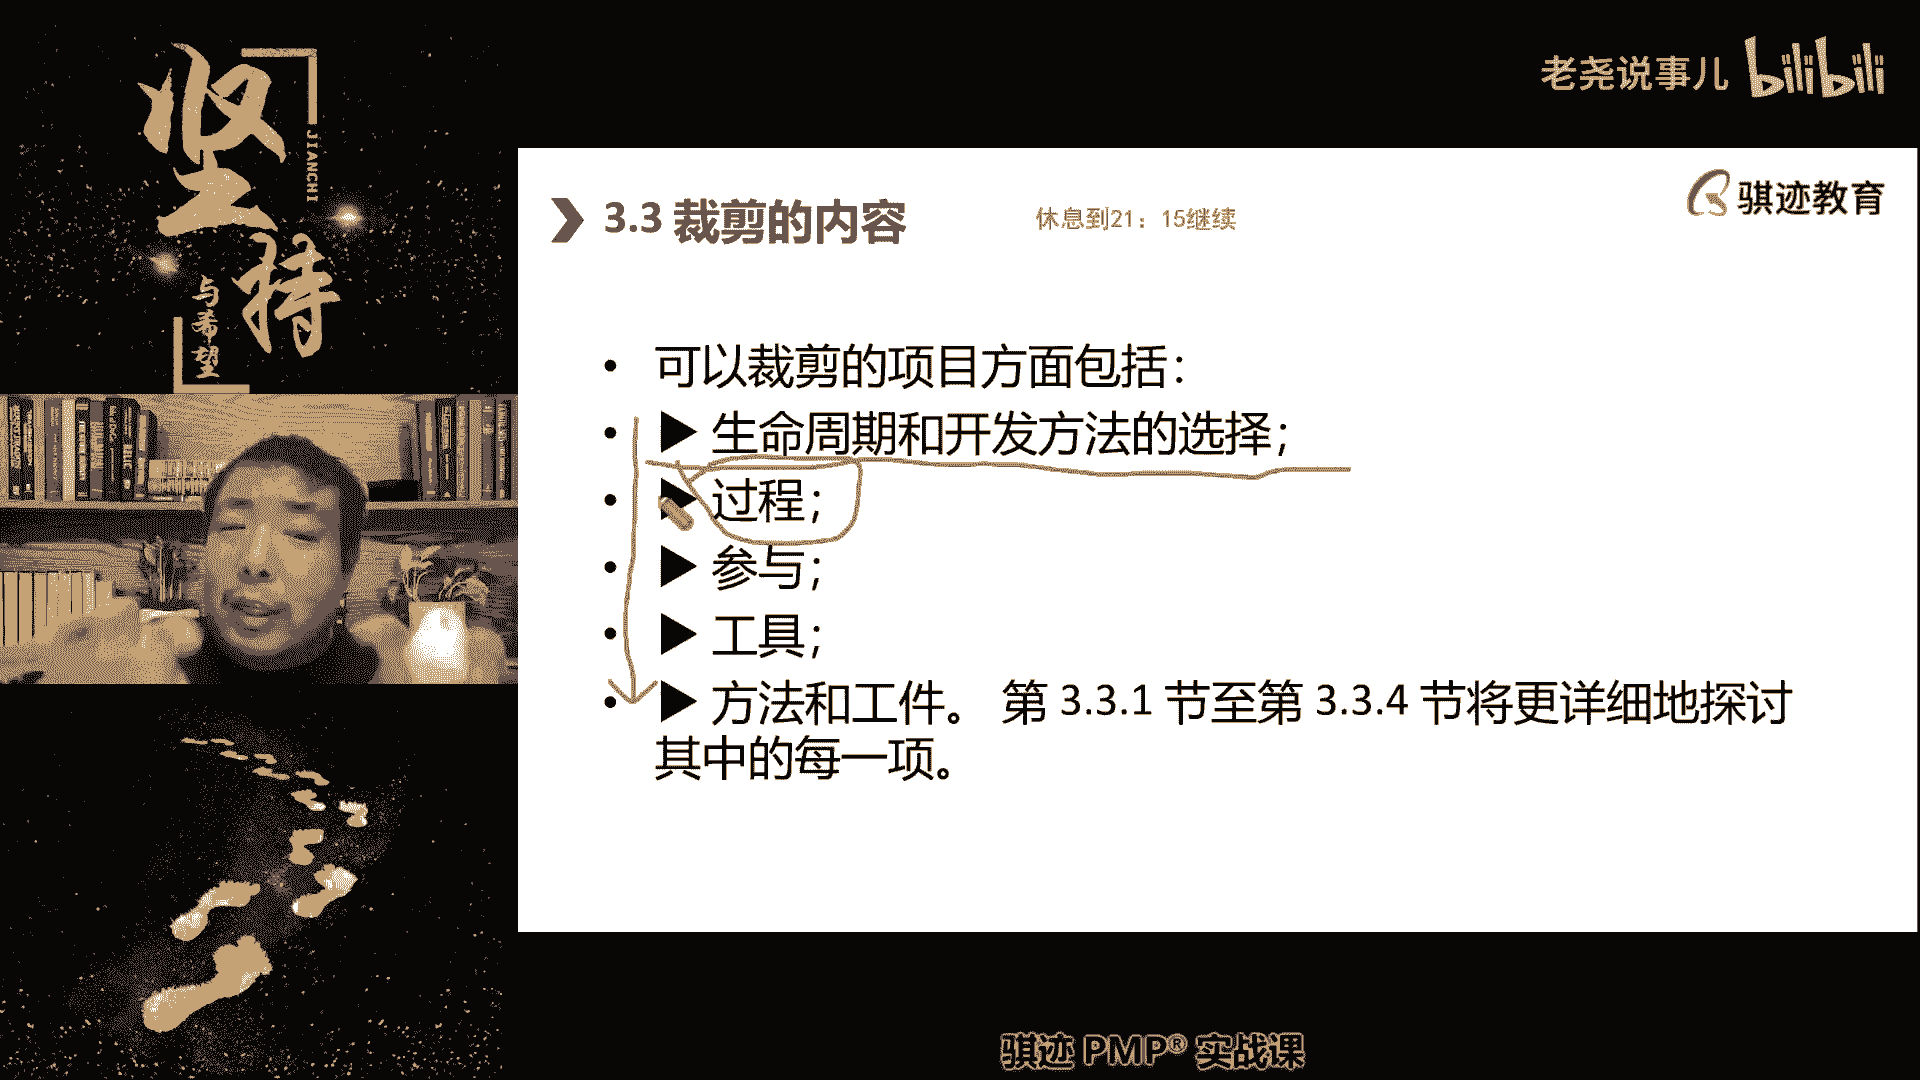 坚持
JIANCHI
与希望
老尧说事儿 bilibili
骐迹教育
3.3 裁剪的内容
休息到21：15继续
• 可以裁剪的项目方面包括：
• ▶ 生命周期和开发方法的选择；
• ▶ 过程；
• ▶ 参与；
• ▶ 工具；
• ▶ 方法和工件。 第 3.3.1 节至第 3.3.4 节将更详细地探讨
其中的每一项。
骐迹 PMP® 实战课